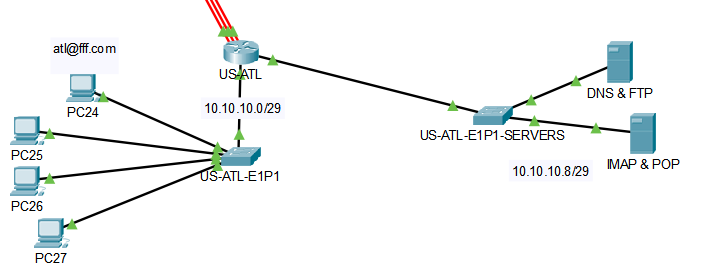 atl@fff.com
US-ATL
DNS & FTP
PC24
10.10.10.0/29
US-ATL-E1P1-SERVERS
PC25
IMAP & POP
US-ATL-E1P1
10.10.10.8/29
PC26
PC27